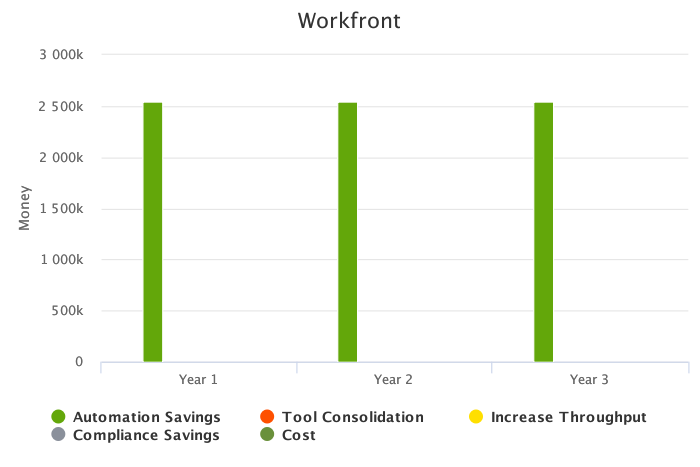 Workfront
3 000k
2 500k
2 000k
1 500k
1 000k
500k
0
Money
Year 1
Year 2
Year 3
Automation Savings
Tool Consolidation
Increase Throughput
Compliance Savings
Cost